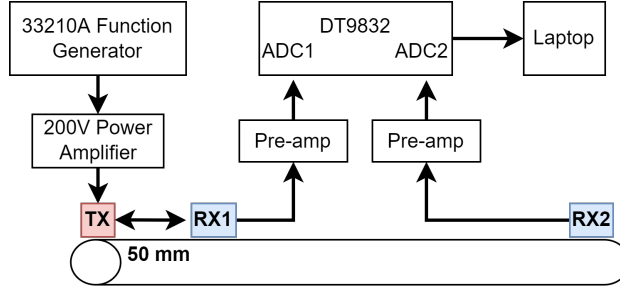 33210A Function
Generator
DT9832
ADC1
ADC2
Laptop
200V Power
Amplifier
Pre-amp
Pre-amp
TX
RX1
RX2
50 mm